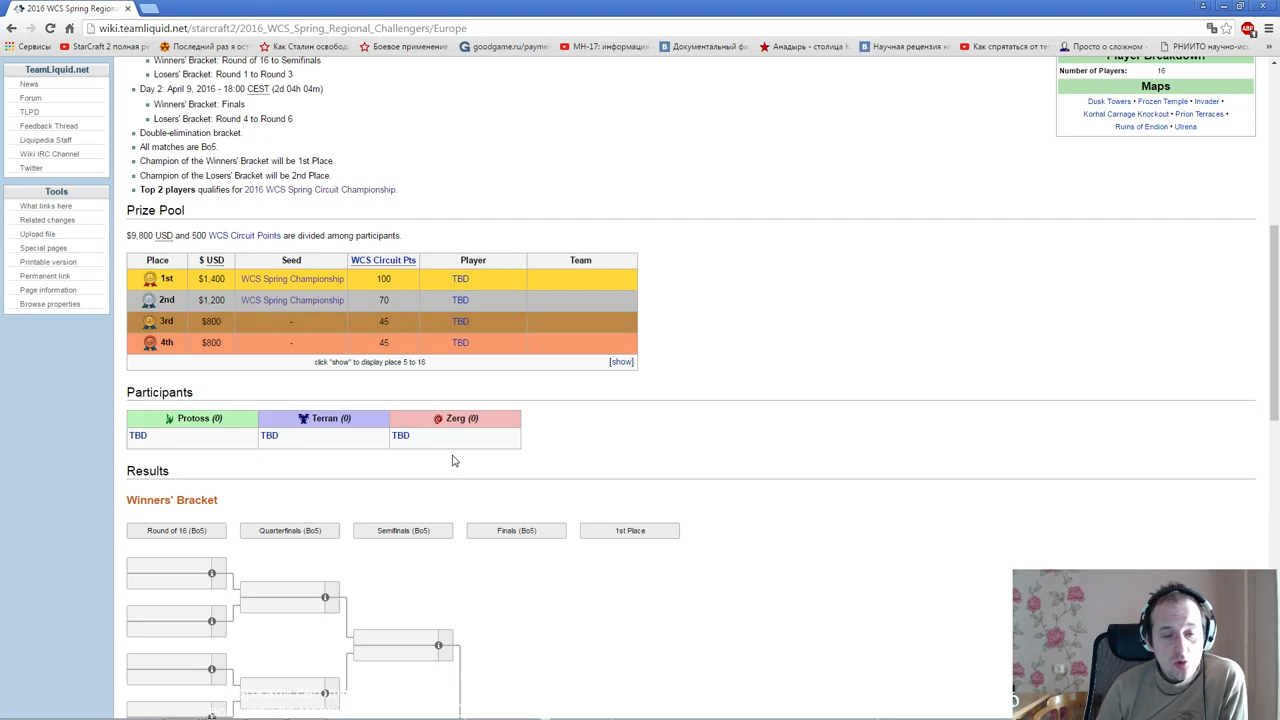 2016 WCS Spring Regiona
wiki.teamliquid.net/starcraft2/2016_WCS_Spring_Regional_Challengers/Europe
Сервисы
StarCraft 2 полная ре
Последний раз я ос
Как Сталин освобод
Боевое применение
goodgame.ru/payme
МН-17: информация
Документальный фи
Анадырь - столица Ч
Научная рецензия н
Как спрятаться от те
Просто о сложном -
РНИИТО научно-исс
TeamLiquid.net
News
Forum
TLPD
Feedback Thread
Liquipedia Staff
Wiki IRC Channel
Twitter
Tools
What links here
Related changes
Upload file
Special pages
Printable version
Permanent link
Page information
Browse properties
Winners' Bracket: Round of 16 to Semifinals
Losers' Bracket: Round 1 to Round 3
Day 2: April 9, 2016 - 18:00 CEST (2d 04h 04m)
Winners' Bracket: Finals
Losers' Bracket: Round 4 to Round 6
Double-elimination bracket.
All matches are Bo5.
Champion of the Winners' Bracket will be 1st Place.
Champion of the Losers' Bracket will be 2nd Place.
Top 2 players qualifies for 2016 WCS Spring Circuit Championship.
Player Breakdown
Number of Players: 16
Maps
Dusk Towers • Frozen Temple • Invader •
Korhal Carnage Knockout • Prion Terraces •
Ruins of Endion • Ulrena
Prize Pool
$9,800 USD and 500 WCS Circuit Points are divided among participants.
Place $ USD Seed WCS Circuit Pts Player Team
1st $1,400 WCS Spring Championship 100 TBD
2nd $1,200 WCS Spring Championship 70 TBD
3rd $800 - 45 TBD
4th $800 - 45 TBD
click "show" to display place 5 to 16 [show]
Participants
Protoss (0) Terran (0) Zerg (0)
TBD TBD TBD
Results
Winners' Bracket
Round of 16 (Bo5) Quarterfinals (Bo5) Semifinals (Bo5) Finals (Bo5) 1st Place